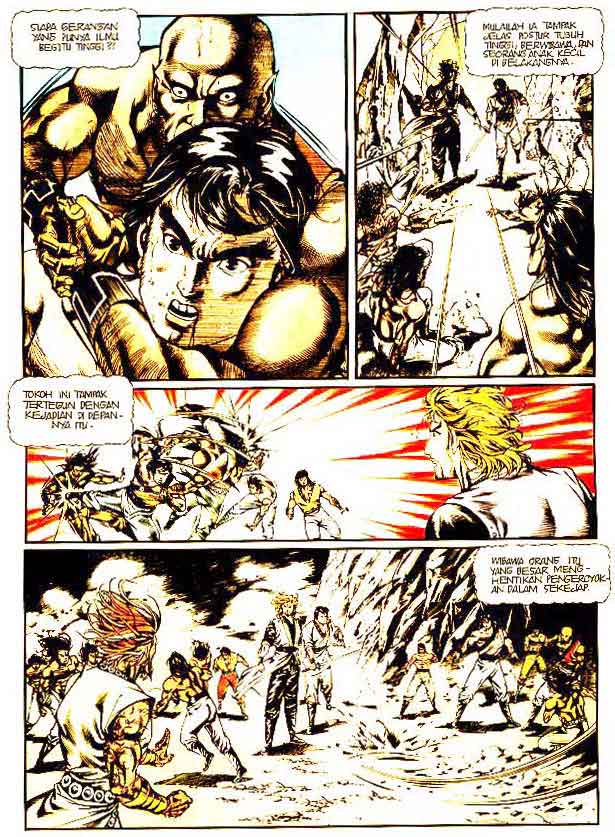 SIAPA GERANGAN
YANG PUNYA ILMU
BEGITU TINGGI?!
MULAILAH IA TAMPAK
JELAS POSTUR TUBUH
TINGGI, BERWIBAWA, DAN
SEORANG ANAK KECIL
DI BELAKANGNYA.
TOKOH INI TAMPAK
TERTEGUN DENGAN
KEJADIAN DI DEPAN-
NYA ITU.
WIBAWA ORANG ITU
YANG BESAR MENG-
HENTIKAN PENGEROYOK-
AN DALAM SEKEJAP.